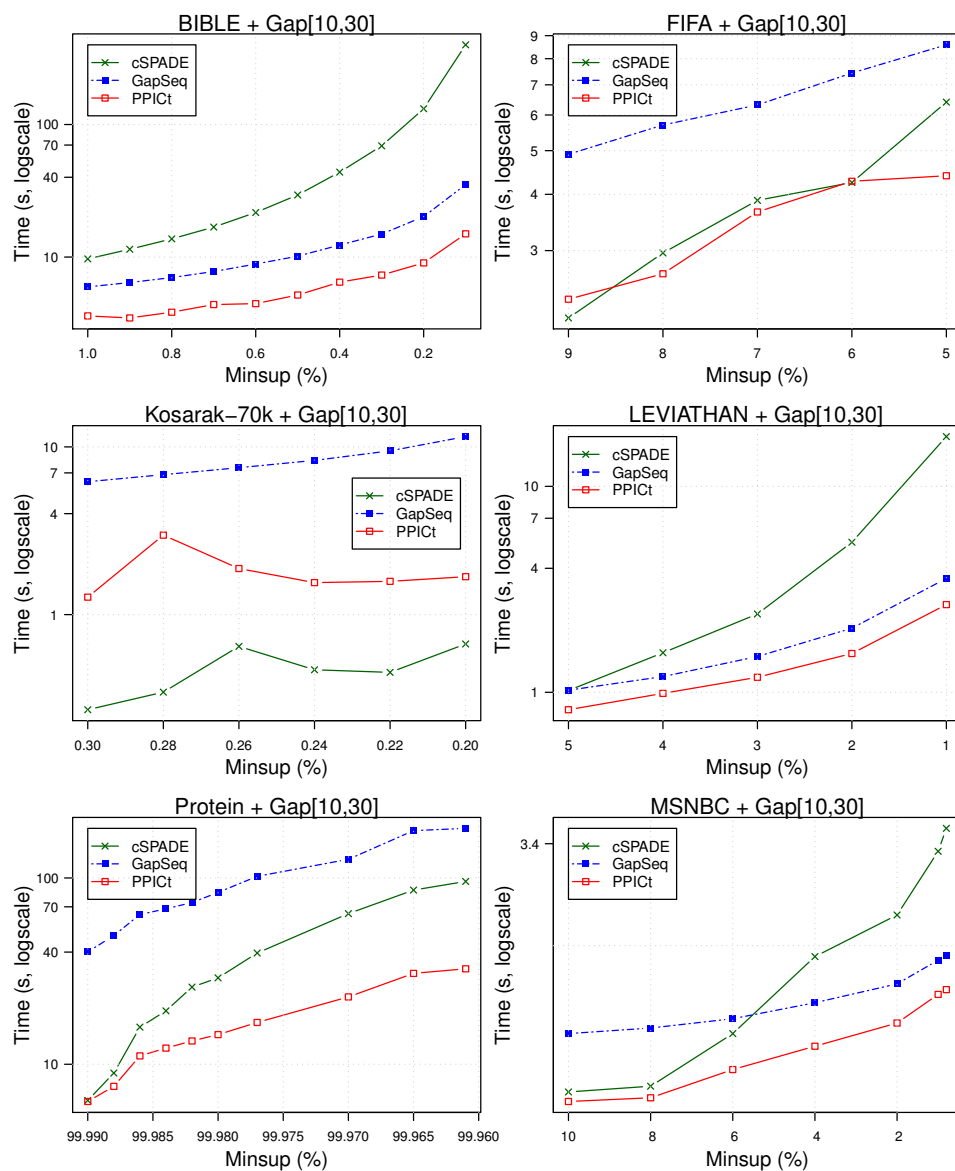 BIBLE + Gap[10,30]
Time (s, logscale)
100
70
40
10
cSPADE
GapSeq
PPICt
1.0 0.8 0.6 0.4 0.2
Minsup (%)
FIFA + Gap[10,30]
Time (s, logscale)
9
8
7
6
5
4
3
cSPADE
GapSeq
PPICt
9 8 7 6 5
Minsup (%)
Kosarak−70k + Gap[10,30]
Time (s, logscale)
10
7
4
1
cSPADE
GapSeq
PPICt
0.30 0.28 0.26 0.24 0.22 0.20
Minsup (%)
LEVIATHAN + Gap[10,30]
Time (s, logscale)
10
7
4
1
cSPADE
GapSeq
PPICt
5 4 3 2 1
Minsup (%)
Protein + Gap[10,30]
Time (s, logscale)
100
70
40
10
cSPADE
GapSeq
PPICt
99.990 99.985 99.980 99.975 99.970 99.965 99.960
Minsup (%)
MSNBC + Gap[10,30]
Time (s, logscale)
3.4
cSPADE
GapSeq
PPICt
10 8 6 4 2
Minsup (%)